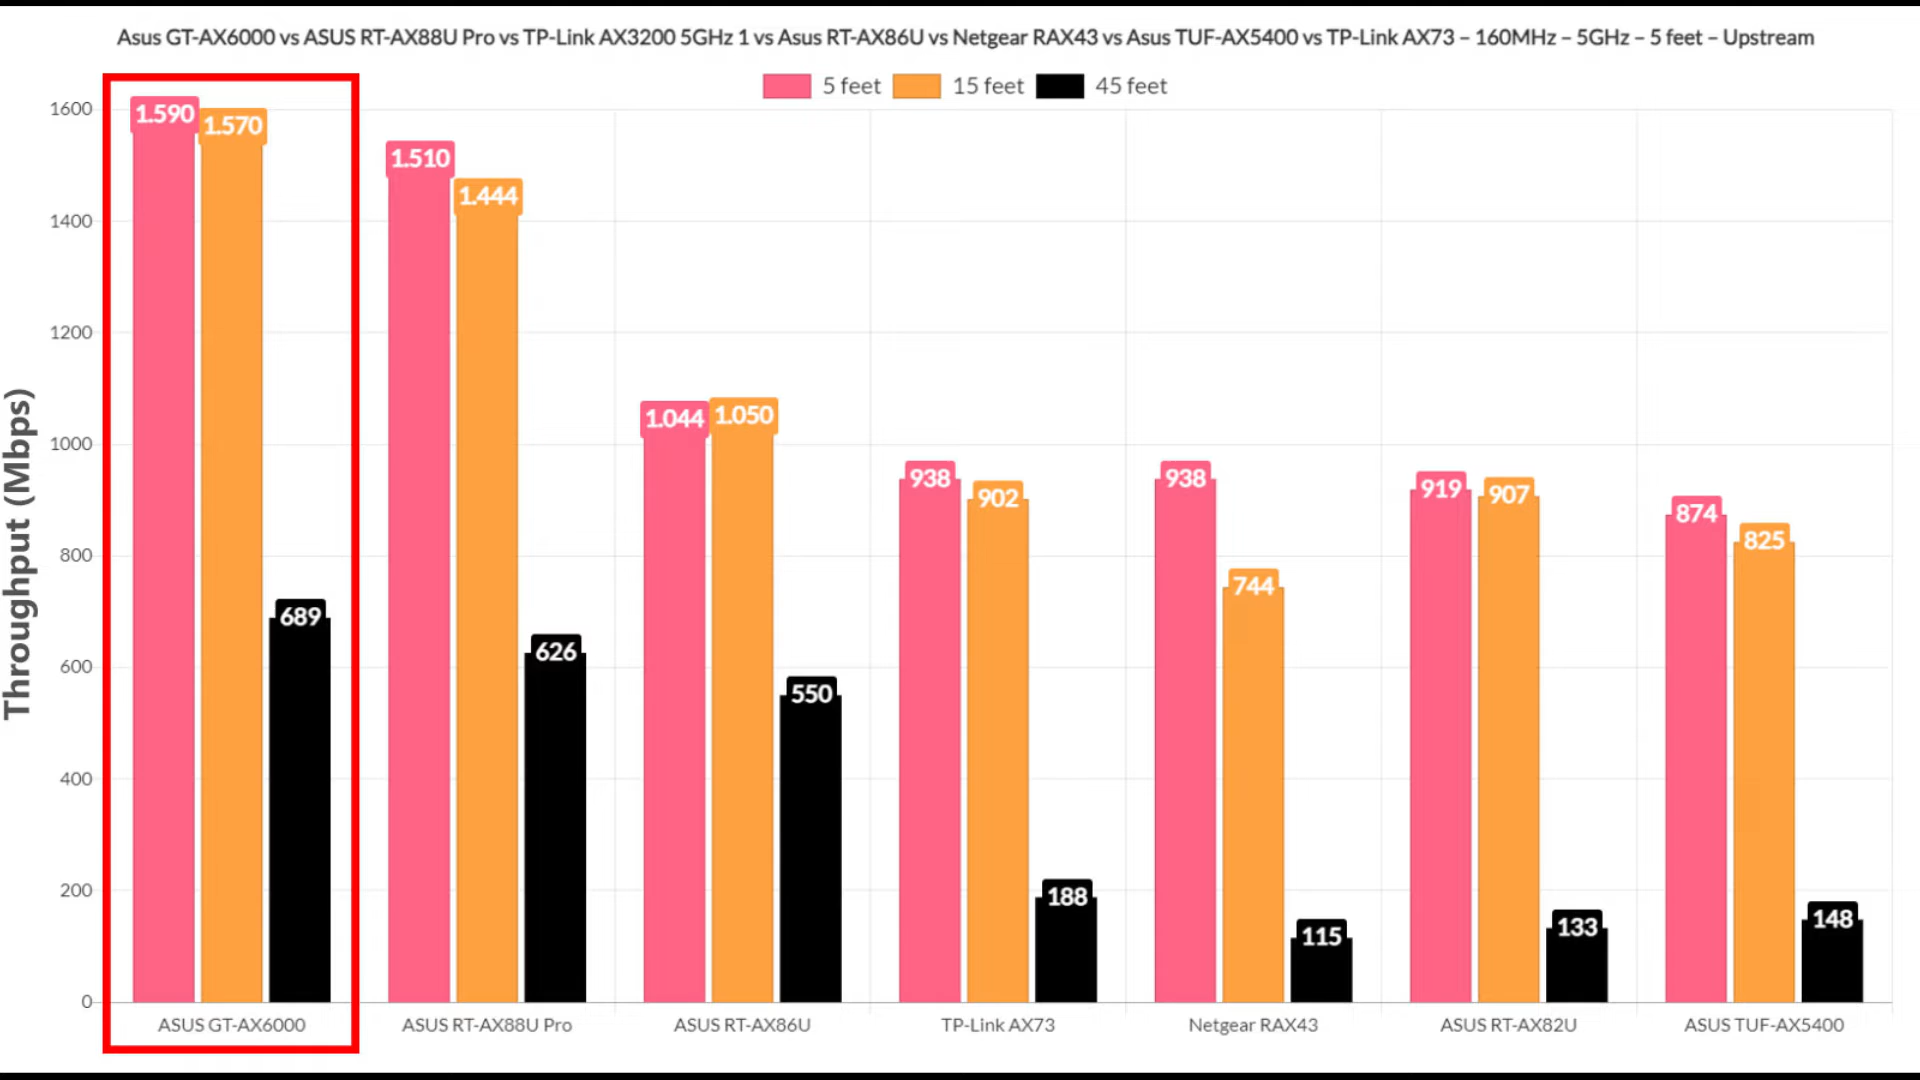 Asus GT-AX6000 vs ASUS RT-AX88U Pro vs TP-Link AX3200 5GHz 1 vs Asus RT-AX86U vs Netgear RAX43 vs Asus TUF-AX5400 vs TP-Link AX73 – 160MHz – 5GHz – 5 feet – Upstream
5 feet 15 feet 45 feet
Throughput (Mbps)
1600
1400
1200
1000
800
600
400
200
0
1.590 1.570 689
1.510 1.444 626
1.044 1.050 550
938 902 188
938 744 115
919 907 133
874 825 148
ASUS GT-AX6000 ASUS RT-AX88U Pro ASUS RT-AX86U TP-Link AX73 Netgear RAX43 ASUS RT-AX82U ASUS TUF-AX5400